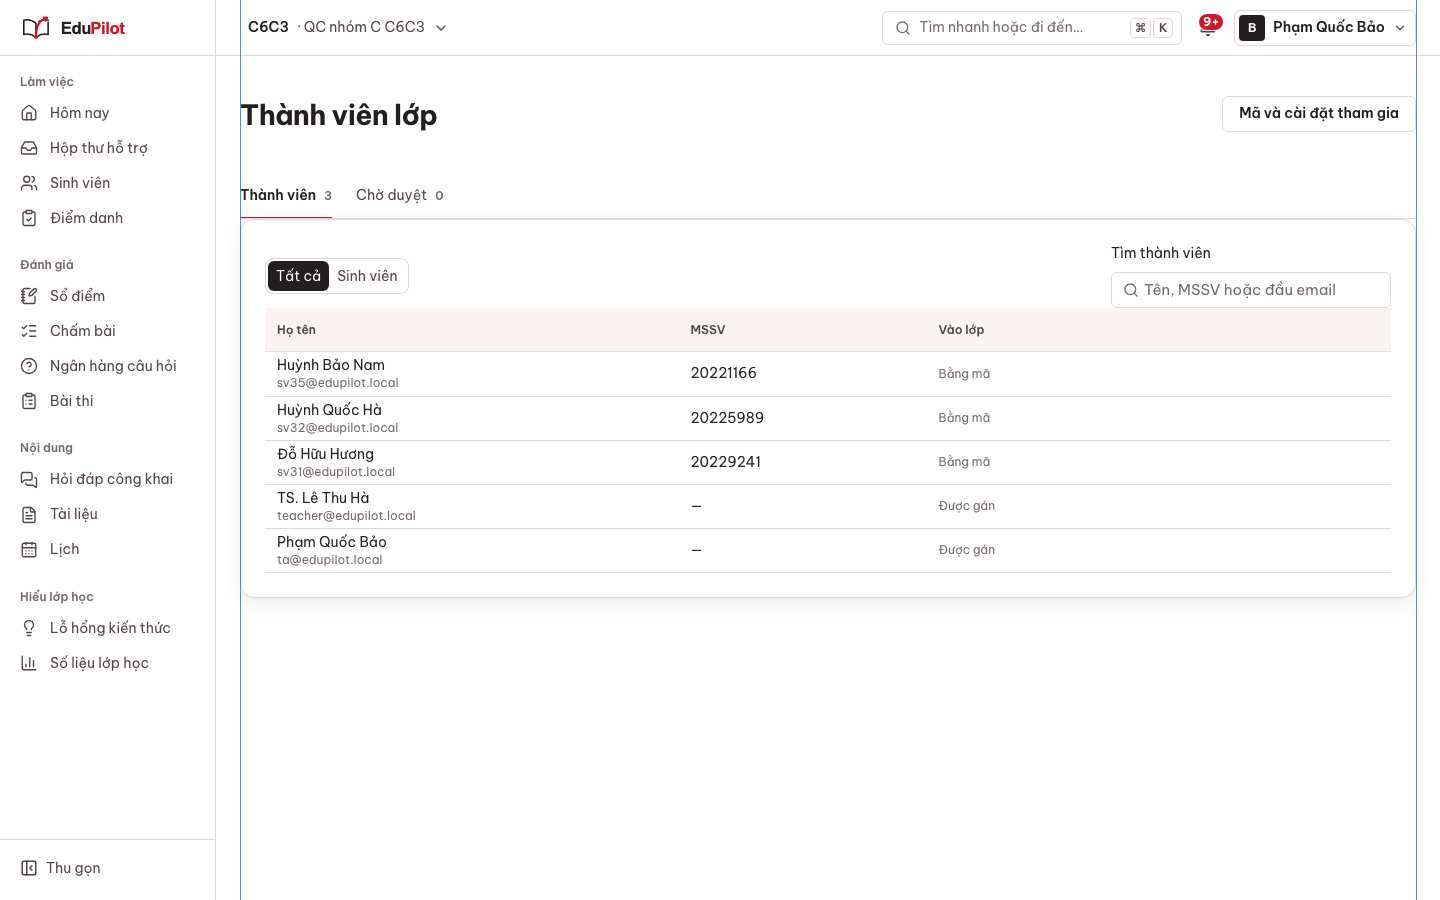 EduPilot
C6C3 · QC nhóm C C6C3
Tìm nhanh hoặc đi đến...
⌘ K
9+
B Phạm Quốc Bảo
Làm việc
Hôm nay
Hộp thư hỗ trợ
Sinh viên
Điểm danh
Đánh giá
Sổ điểm
Chấm bài
Ngân hàng câu hỏi
Bài thi
Nội dung
Hỏi đáp công khai
Tài liệu
Lịch
Hiểu lớp học
Lỗ hổng kiến thức
Số liệu lớp học
Thu gọn
Thành viên lớp
Mã và cài đặt tham gia
Thành viên 3 Chờ duyệt 0
Tìm thành viên
Tất cả Sinh viên
Tên, MSSV hoặc đầu email
Họ tên MSSV Vào lớp
Huỳnh Bảo Nam
sv35@edupilot.local
20221166 Bằng mã
Huỳnh Quốc Hà
sv32@edupilot.local
20225989 Bằng mã
Đỗ Hữu Hương
sv31@edupilot.local
20229241 Bằng mã
TS. Lê Thu Hà
teacher@edupilot.local
— Được gán
Phạm Quốc Bảo
ta@edupilot.local
— Được gán